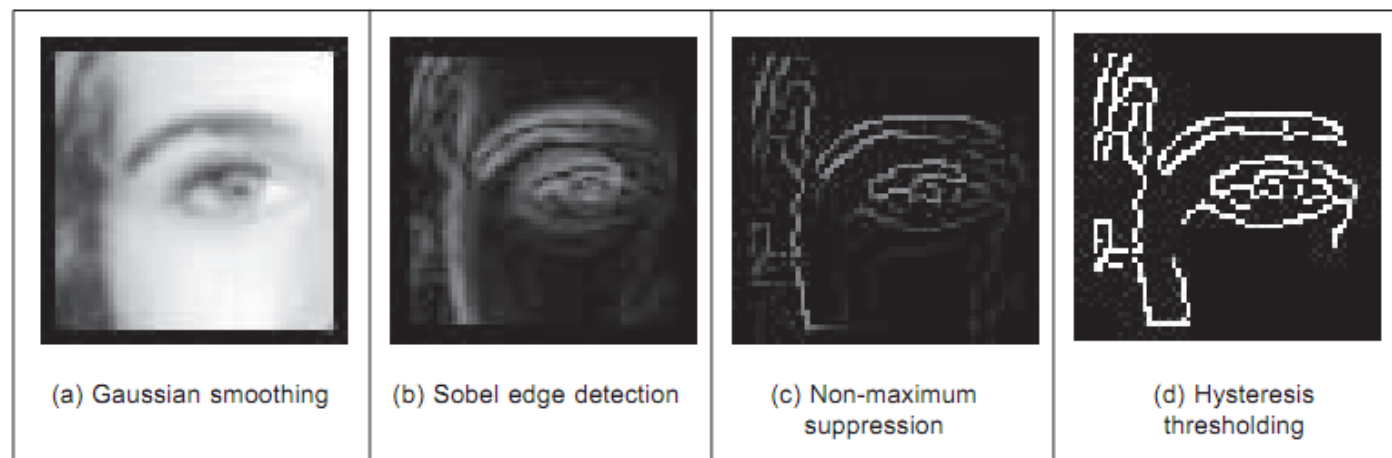 (a) Gaussian smoothing
(b) Sobel edge detection
(c) Non-maximum
suppression
(d) Hysteresis
thresholding